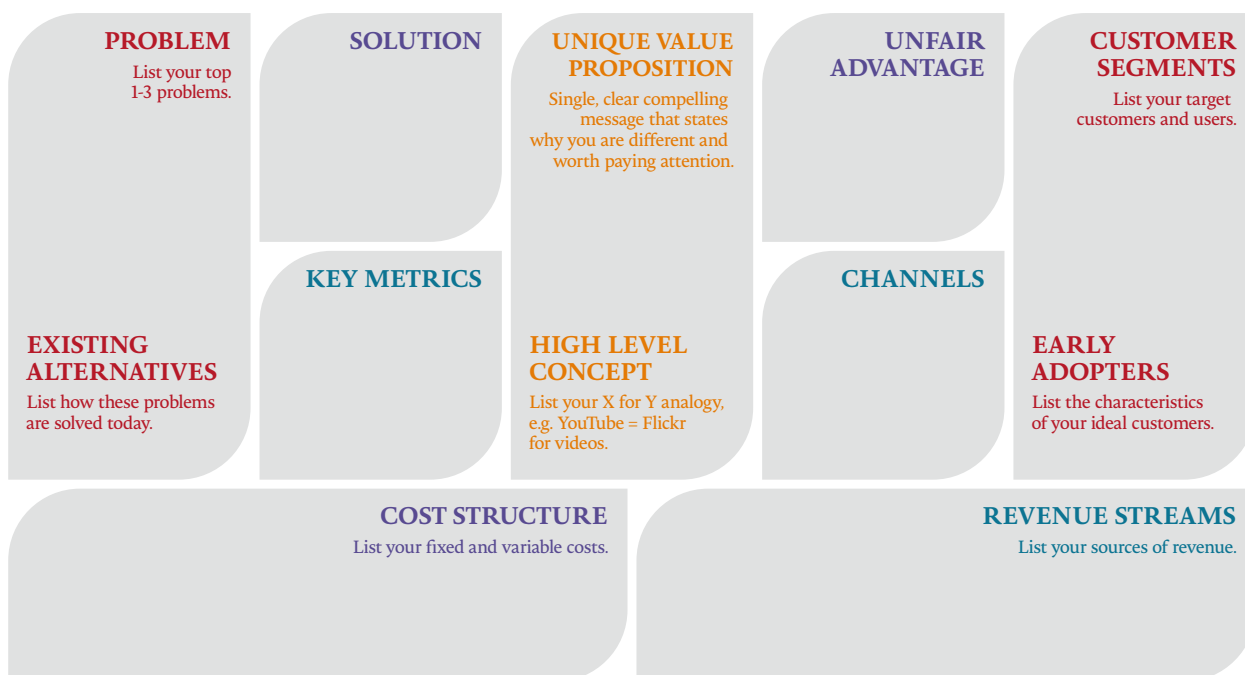 PROBLEM
List your top
1-3 problems.
EXISTING
ALTERNATIVES
List how these problems
are solved today.
SOLUTION
KEY METRICS
UNIQUE VALUE
PROPOSITION
Single, clear compelling
message that states
why you are different and
worth paying attention.
HIGH LEVEL
CONCEPT
List your X for Y analogy,
e.g. YouTube = Flickr
for videos.
UNFAIR
ADVANTAGE
CHANNELS
CUSTOMER
SEGMENTS
List your target
customers and users.
EARLY
ADOPTERS
List the characteristics
of your ideal customers.
COST STRUCTURE
List your fixed and variable costs.
REVENUE STREAMS
List your sources of revenue.